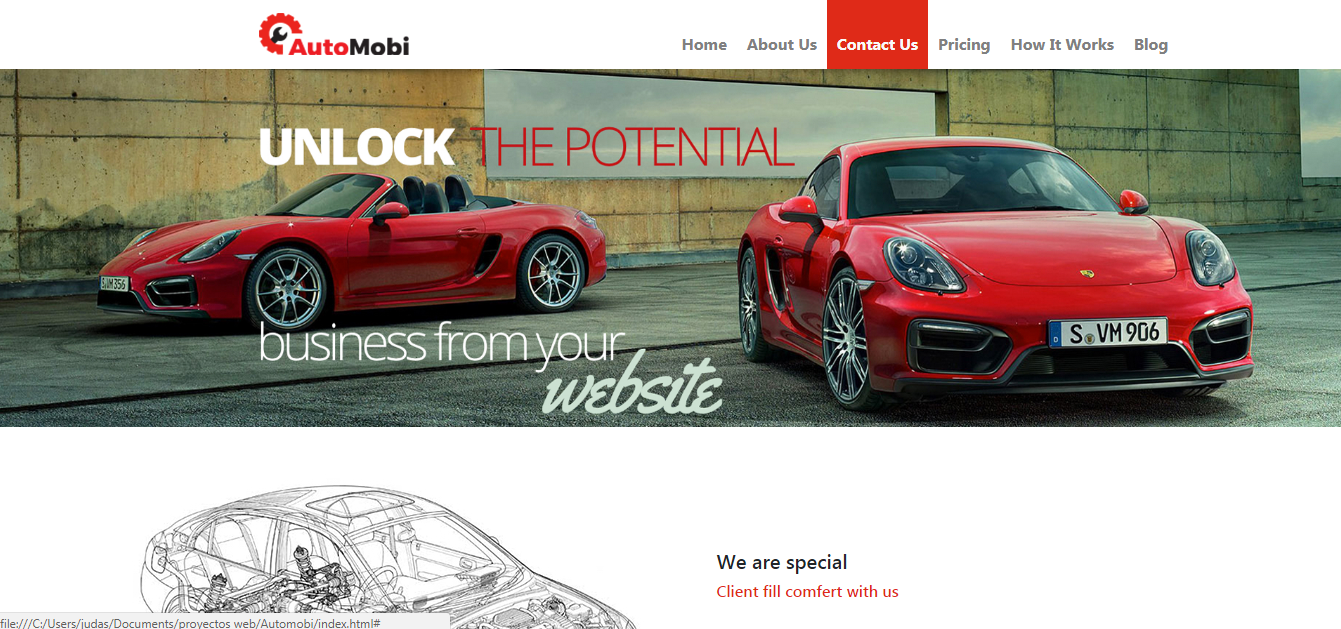 AutoMobi
Home About Us Contact Us Pricing How It Works Blog
UNLOCK THE POTENTIAL
S VM 356
S VM 906
D
business from your
website
We are special
Client fill comfert with us
file:///C:/Users/judas/Documents/proyectos web/Automobi/index.html#